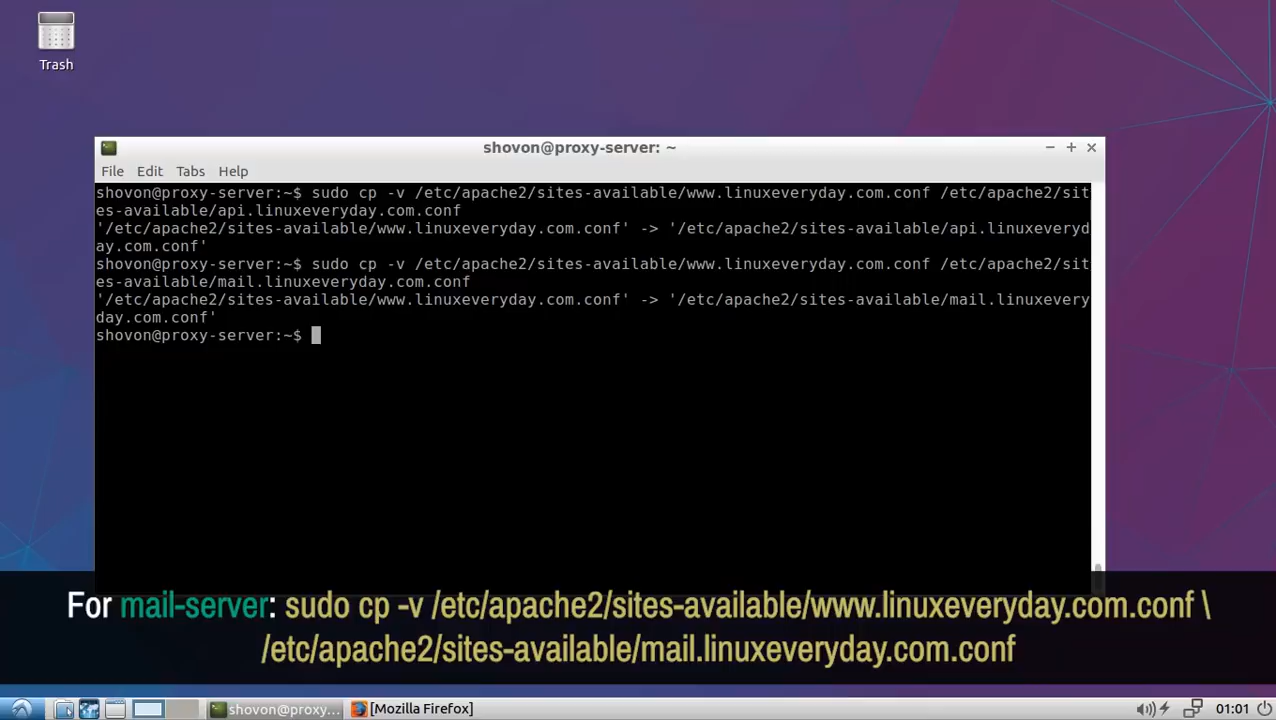 Trash
shovon@proxy-server: ~
File Edit Tabs Help
shovon@proxy-server:~$ sudo cp -v /etc/apache2/sites-available/www.linuxeveryday.com.conf /etc/apache2/sit
es-available/api.linuxeveryday.com.conf
'/etc/apache2/sites-available/www.linuxeveryday.com.conf' -> '/etc/apache2/sites-available/api.linuxeveryd
ay.com.conf'
shovon@proxy-server:~$ sudo cp -v /etc/apache2/sites-available/www.linuxeveryday.com.conf /etc/apache2/sit
es-available/mail.linuxeveryday.com.conf
'/etc/apache2/sites-available/www.linuxeveryday.com.conf' -> '/etc/apache2/sites-available/mail.linuxevery
day.com.conf'
shovon@proxy-server:~$
For mail-server: sudo cp -v /etc/apache2/sites-available/www.linuxeveryday.com.conf \
/etc/apache2/sites-available/mail.linuxeveryday.com.conf
shovon@proxy... [Mozilla Firefox] 01:01